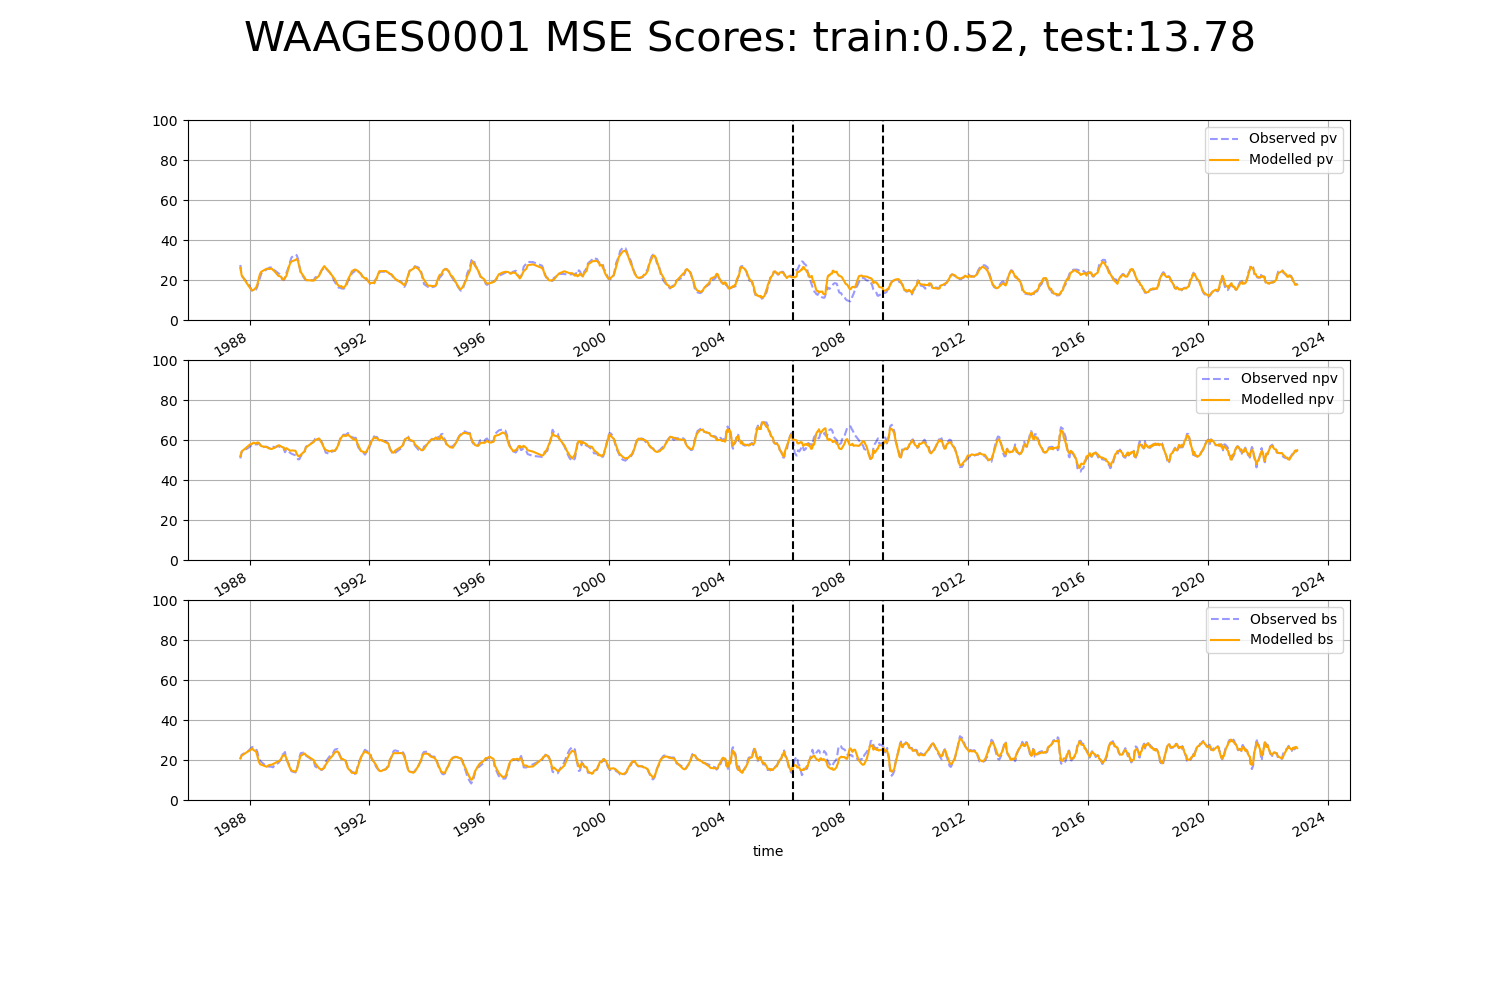 WAAGES0001 MSE Scores: train:0.52, test:13.78
100
80
60
40
20
0
Observed pv
Modelled pv
1988 1992 1996 2000 2004 2008 2012 2016 2020 2024
100
80
60
40
20
0
Observed npv
Modelled npv
1988 1992 1996 2000 2004 2008 2012 2016 2020 2024
100
80
60
40
20
0
Observed bs
Modelled bs
1988 1992 1996 2000 2004 2008 2012 2016 2020 2024
time